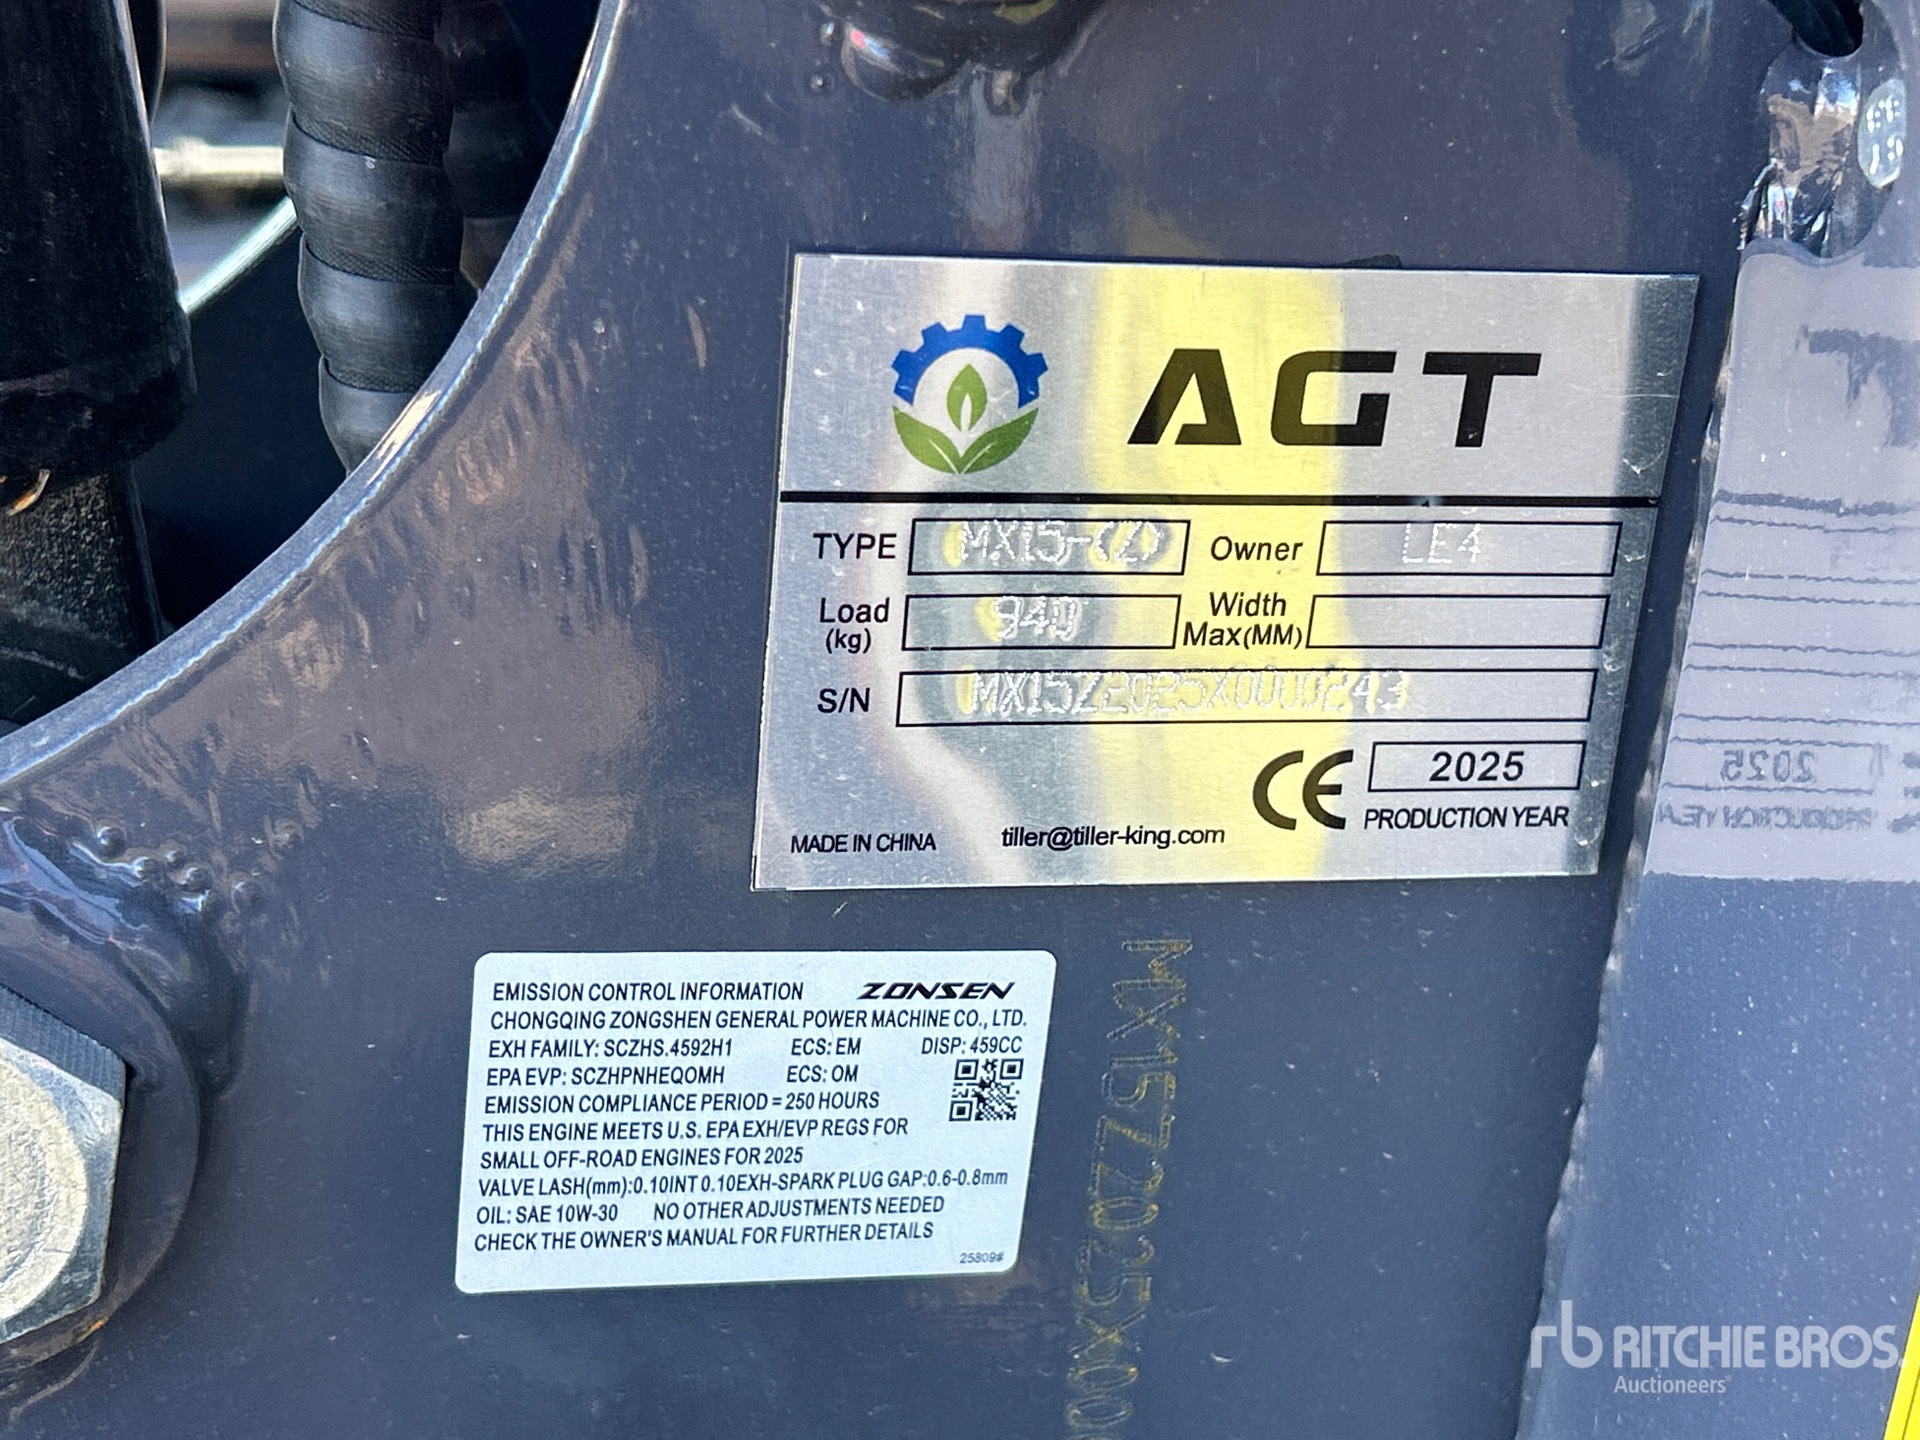 AGT
TYPE MX15-(Z) Owner LE4
Load (kg) 940 Width Max(MM)
S/N MX15Z2025X0000243
CE 2025
PRODUCTION YEAR
MADE IN CHINA tiller@tiller-king.com
EMISSION CONTROL INFORMATION ZONSEN
CHONGQING ZONGSHEN GENERAL POWER MACHINE CO., LTD.
EXH FAMILY: SCZHS.4592H1 ECS: EM DISP: 459CC
EPA EVP: SCZHPNHEQOMH ECS: OM
EMISSION COMPLIANCE PERIOD = 250 HOURS
THIS ENGINE MEETS U.S. EPA EXH/EVP REGS FOR
SMALL OFF-ROAD ENGINES FOR 2025
VALVE LASH(mm):0.10INT 0.10EXH-SPARK PLUG GAP:0.6-0.8mm
OIL: SAE 10W-30 NO OTHER ADJUSTMENTS NEEDED
CHECK THE OWNER'S MANUAL FOR FURTHER DETAILS
25809#
MX15Z2025X00
2025
rb RITCHIE BROS.
Auctioneers